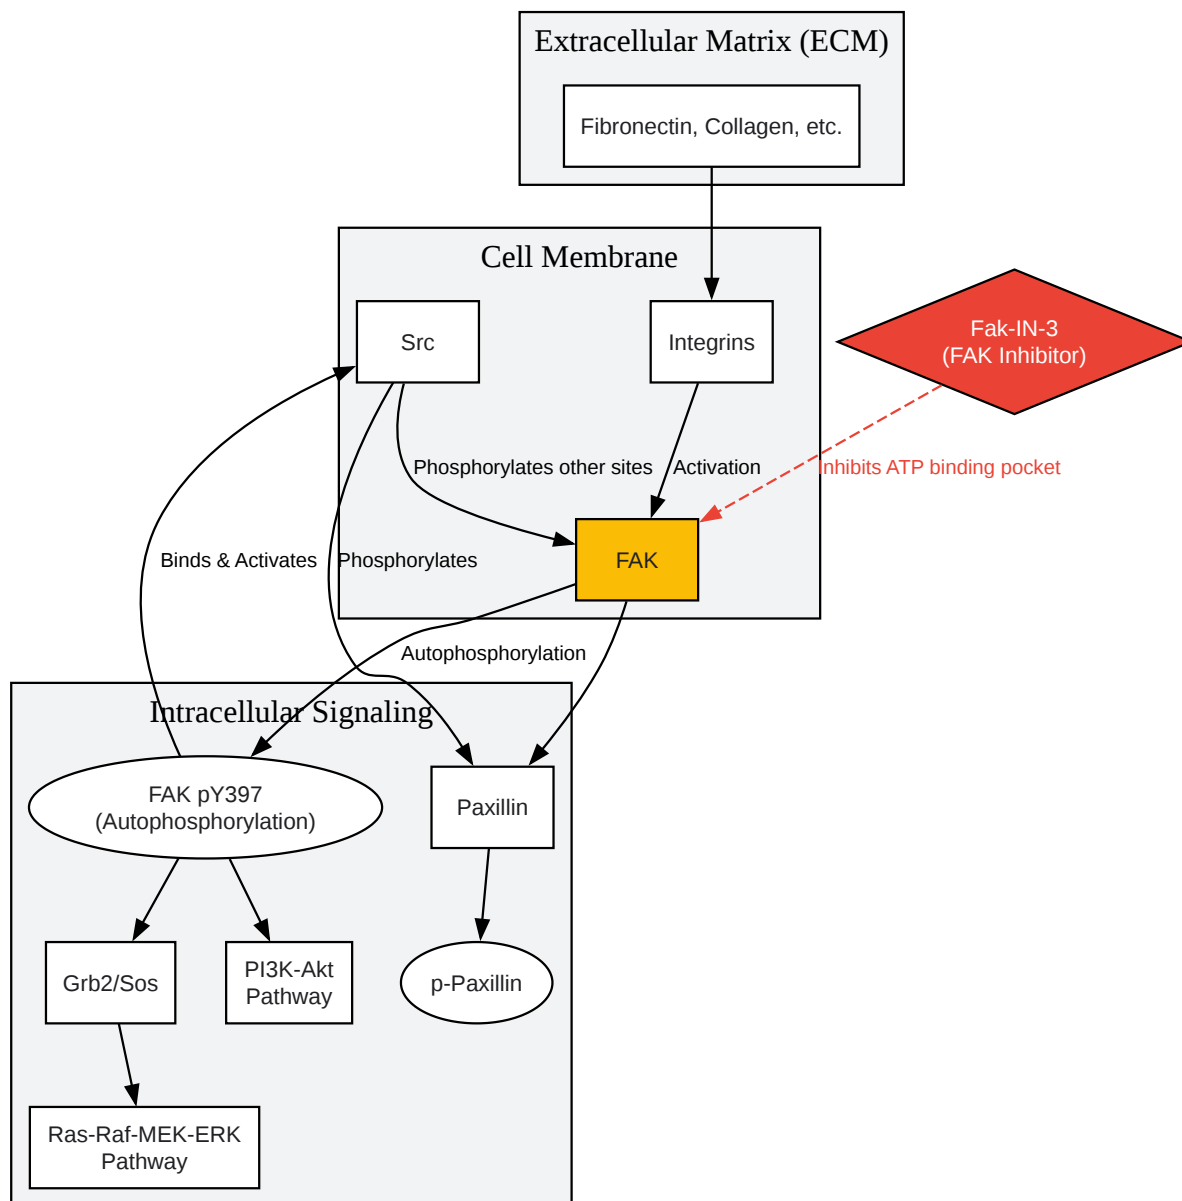 Extracellular Matrix (ECM)
Fibronectin, Collagen, etc.
Cell Membrane
Src
Integrins
Fak-IN-3
(FAK Inhibitor)
Phosphorylates other sites
Activation
Inhibits ATP binding pocket
Binds & Activates
Phosphorylates
FAK
Autophosphorylation
Intracellular Signaling
FAK pY397
(Autophosphorylation)
Paxillin
Grb2/Sos
PI3K-Akt
Pathway
p-Paxillin
Ras-Raf-MEK-ERK
Pathway